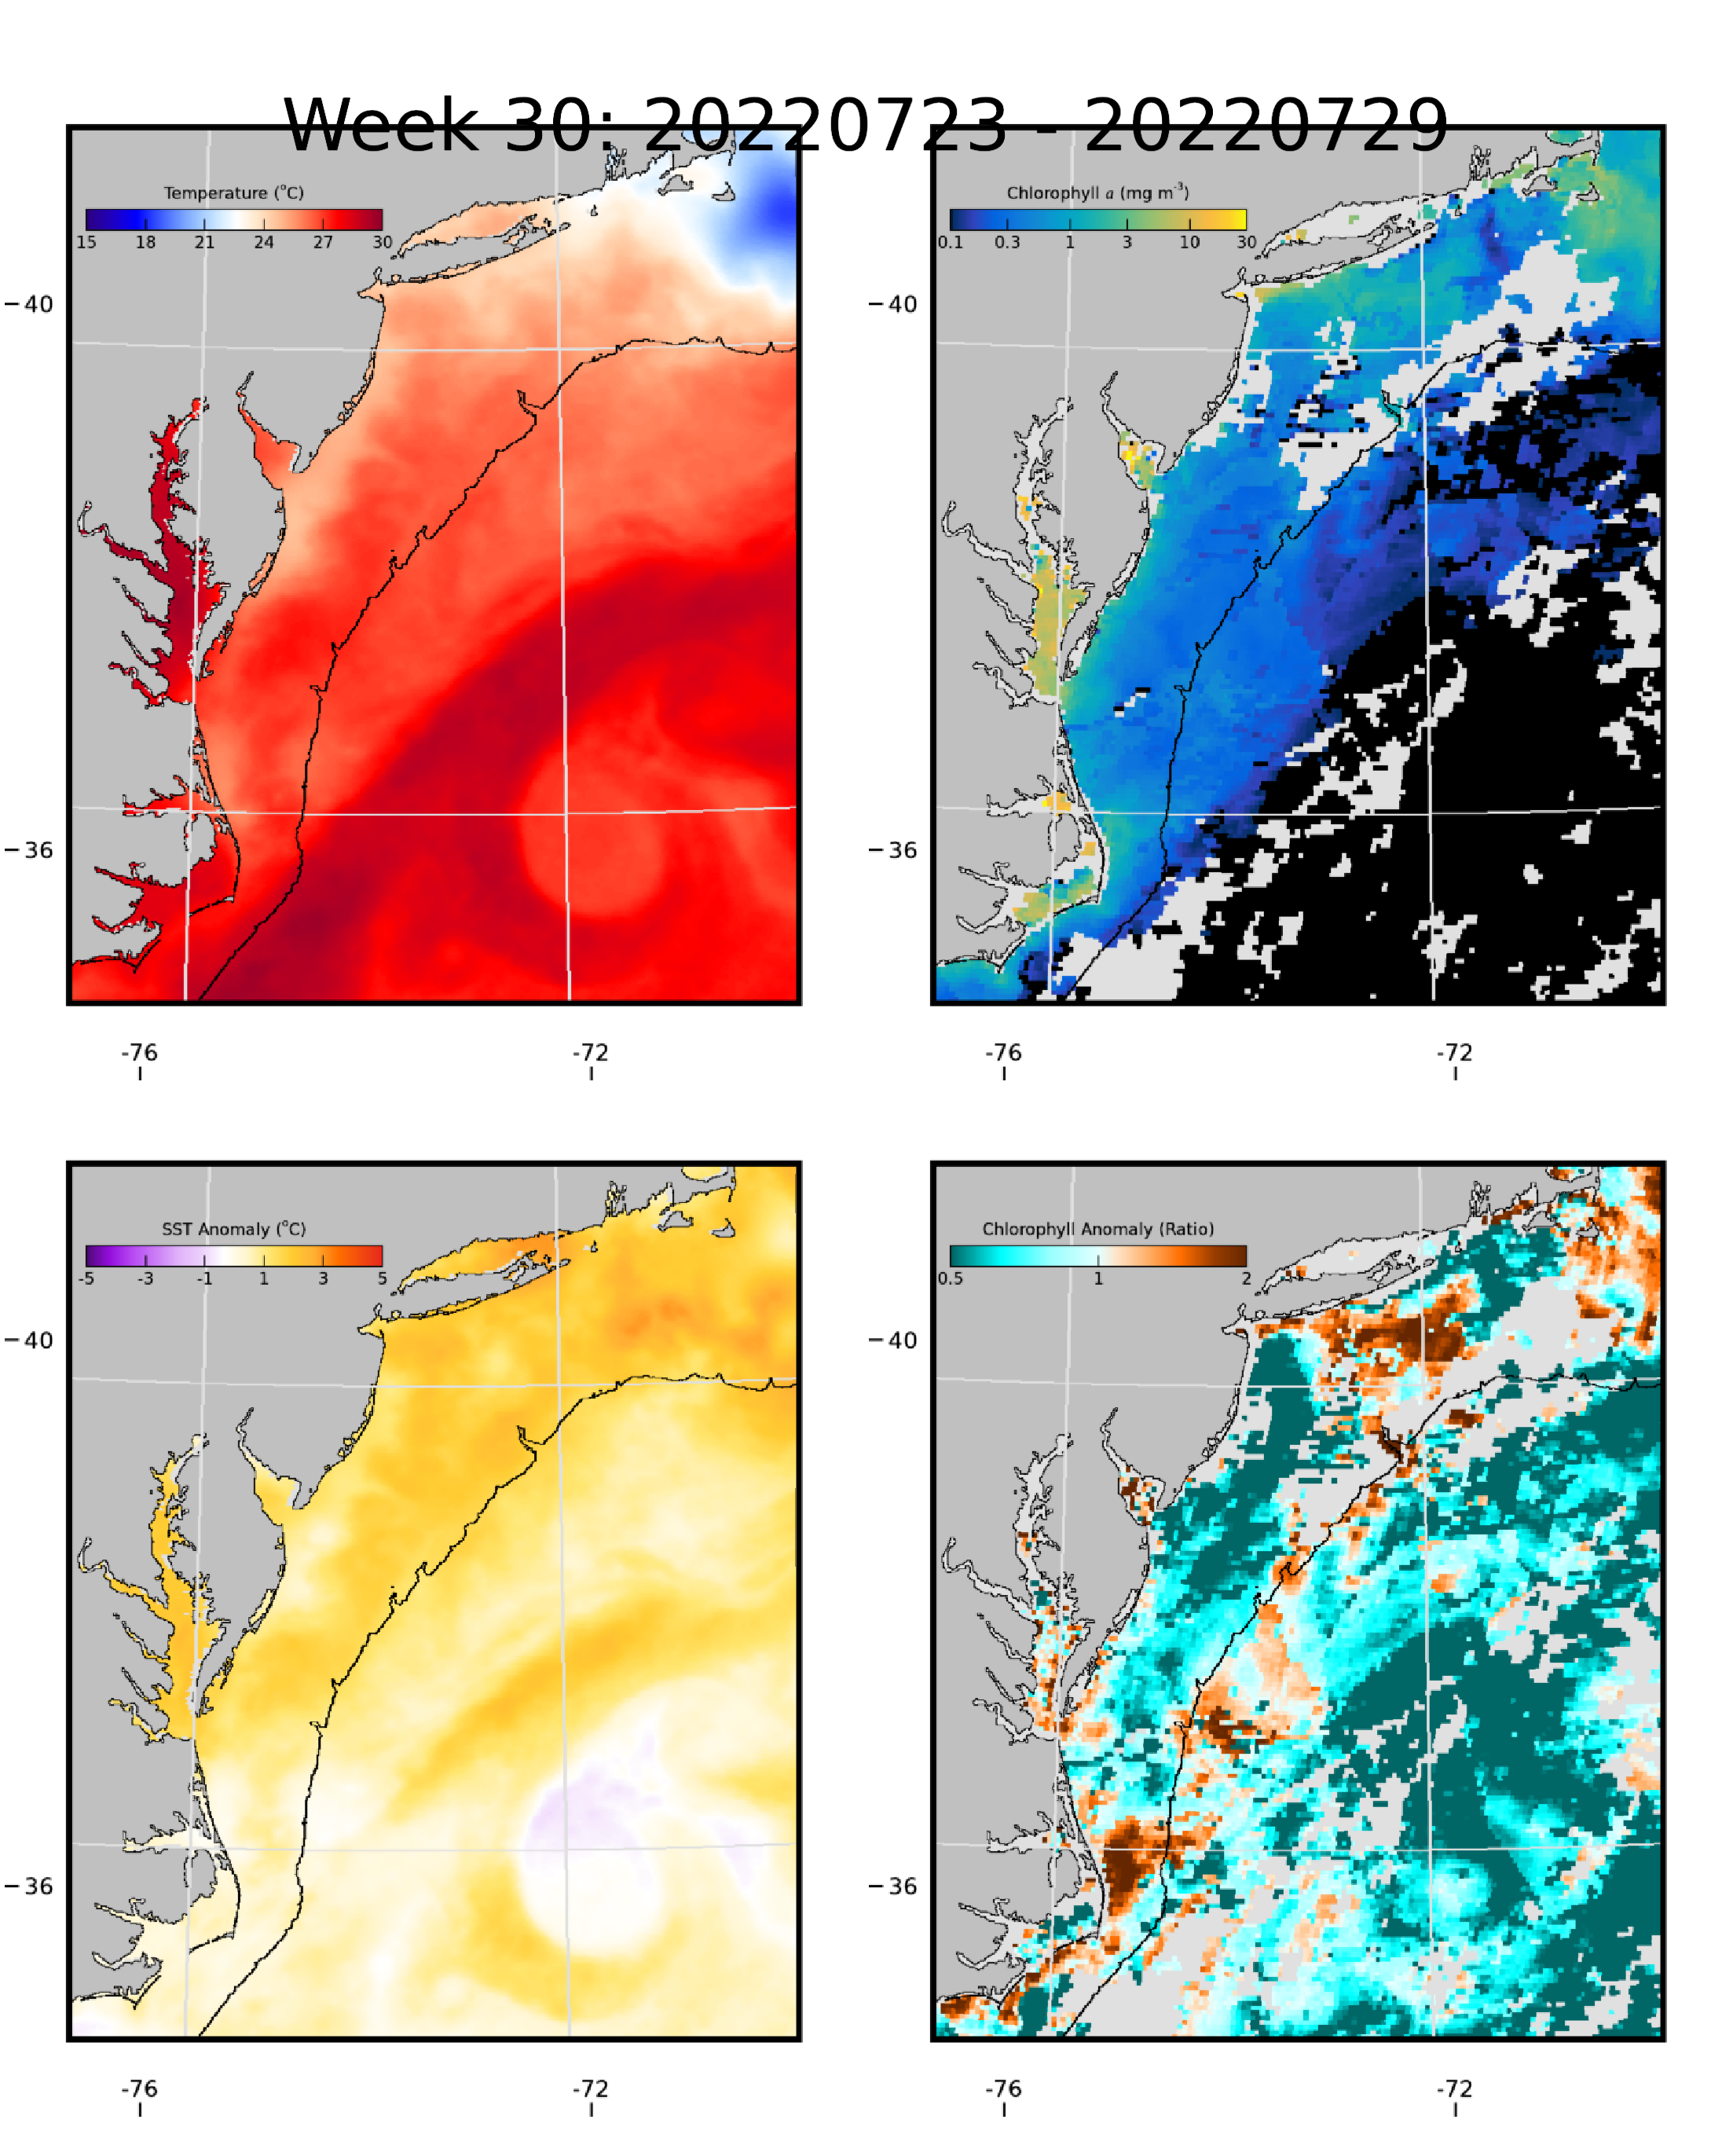 Week 30: 20220723 - 20220729
Temperature (°C)
15 18 21 24 27 30
Chlorophyll a (mg m⁻³)
0.1 0.3 1 3 10 30
−40
−36
-76
-72
−40
−36
-76
-72
SST Anomaly (°C)
-5 -3 -1 1 3 5
Chlorophyll Anomaly (Ratio)
0.5 1 2
−40
−36
-76
-72
−40
−36
-76
-72